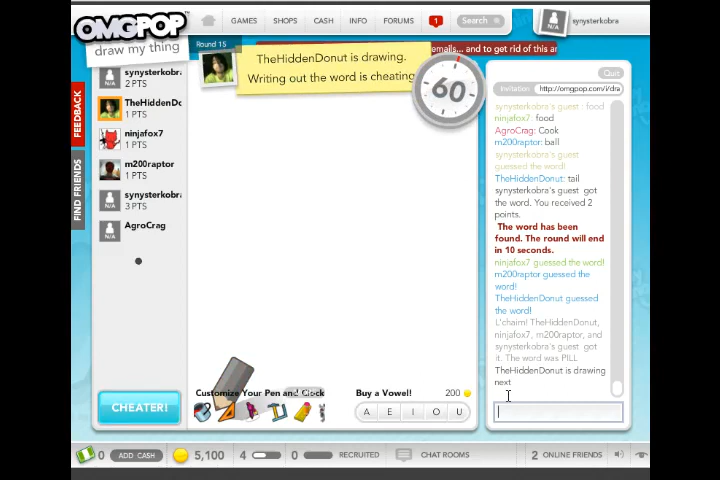 OMGPOP
GAMES SHOPS CASH INFO FORUMS 1 Search N/A synysterkobra
draw my thing
Round 15
emails... and to get rid of this ar
TheHiddenDonut is drawing.
Writing out the word is cheating
60
FEEDBACK
FIND FRIENDS
N/A synysterkobr
2 PTS
TheHiddenDo
1 PTS
ninjafox7
1 PTS
m200raptor
1 PTS
N/A synysterkobr
3 PTS
N/A AgroCrag
CHEATER!
Quit
Invitation http://omgpop.com/i/dra
synysterkobra's guest : food
ninjafox7: food
AgroCrag: Cook
m200raptor: ball
synysterkobra's guest
guessed the word!
TheHiddenDonut: tail
synysterkobra's guest got
the word. You received 2
points.
The word has been
found. The round will end
in 10 seconds.
ninjafox7 guessed the word!
m200raptor guessed the
word!
TheHiddenDonut guessed
the word!
L'chaim! TheHiddenDonut,
ninjafox7, m200raptor, and
synysterkobra's guest got
it. The word was PILL
TheHiddenDonut is drawing
next
Customize Your Pen and Clock
Buy a Vowel! 200
A E I O U
0 ADD CASH 5,100 4 0 RECRUITED CHAT ROOMS 2 ONLINE FRIENDS